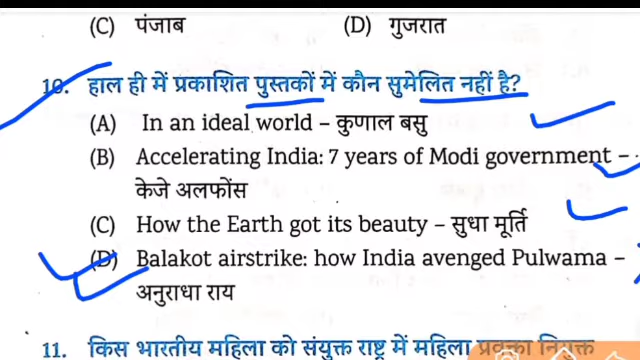 (C) पंजाब (D) गुजरात
10. हाल ही में प्रकाशित पुस्तकों में कौन सुमेलित नहीं है?
(A) In an ideal world – कुणाल बसु
(B) Accelerating India: 7 years of Modi government –
केजे अलफोंस
(C) How the Earth got its beauty – सुधा मूर्ति
(D) Balakot airstrike: how India avenged Pulwama –
अनुराधा राय
11. किस भारतीय महिला को संयुक्त राष्ट्र में महिला प्रवक्ता नियुक्त